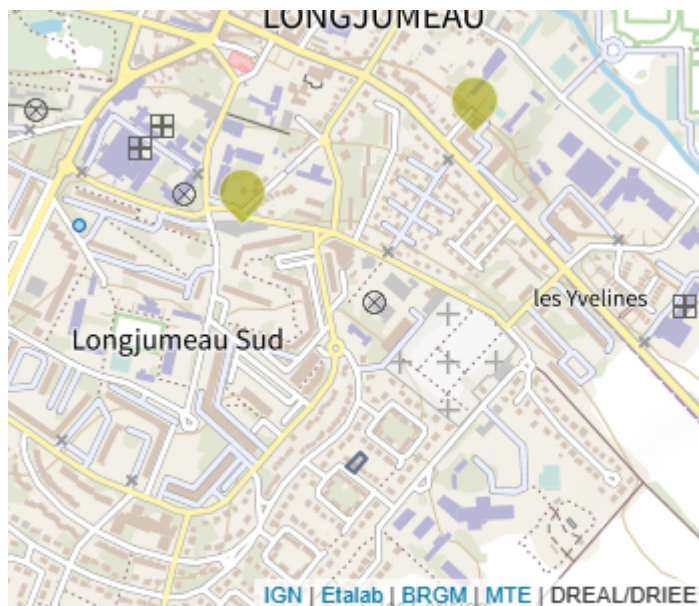 LONGJUMEAU
les Yvelines
Longjumeau Sud
IGN | Etalab | BRGM | MTE | DREAL/DRIEE